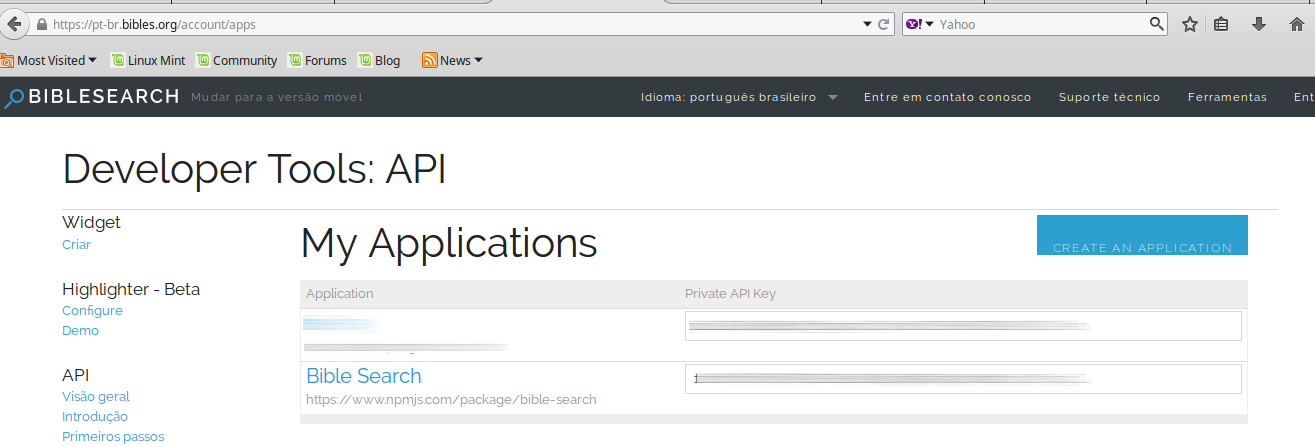 https://pt-br.bibles.org/account/apps
Yahoo
Most Visited
Linux Mint
Community
Forums
Blog
News
BIBLESEARCH
Mudar para a versão móvel
Idioma: português brasileiro
Entre em contato conosco
Suporte técnico
Ferramentas
Ent
Developer Tools: API
Widget
Criar
Highlighter - Beta
Configure
Demo
API
Visão geral
Introdução
Primeiros passos
My Applications
CREATE AN APPLICATION
Application
Private API Key
Bible Search
https://www.npmjs.com/package/bible-search